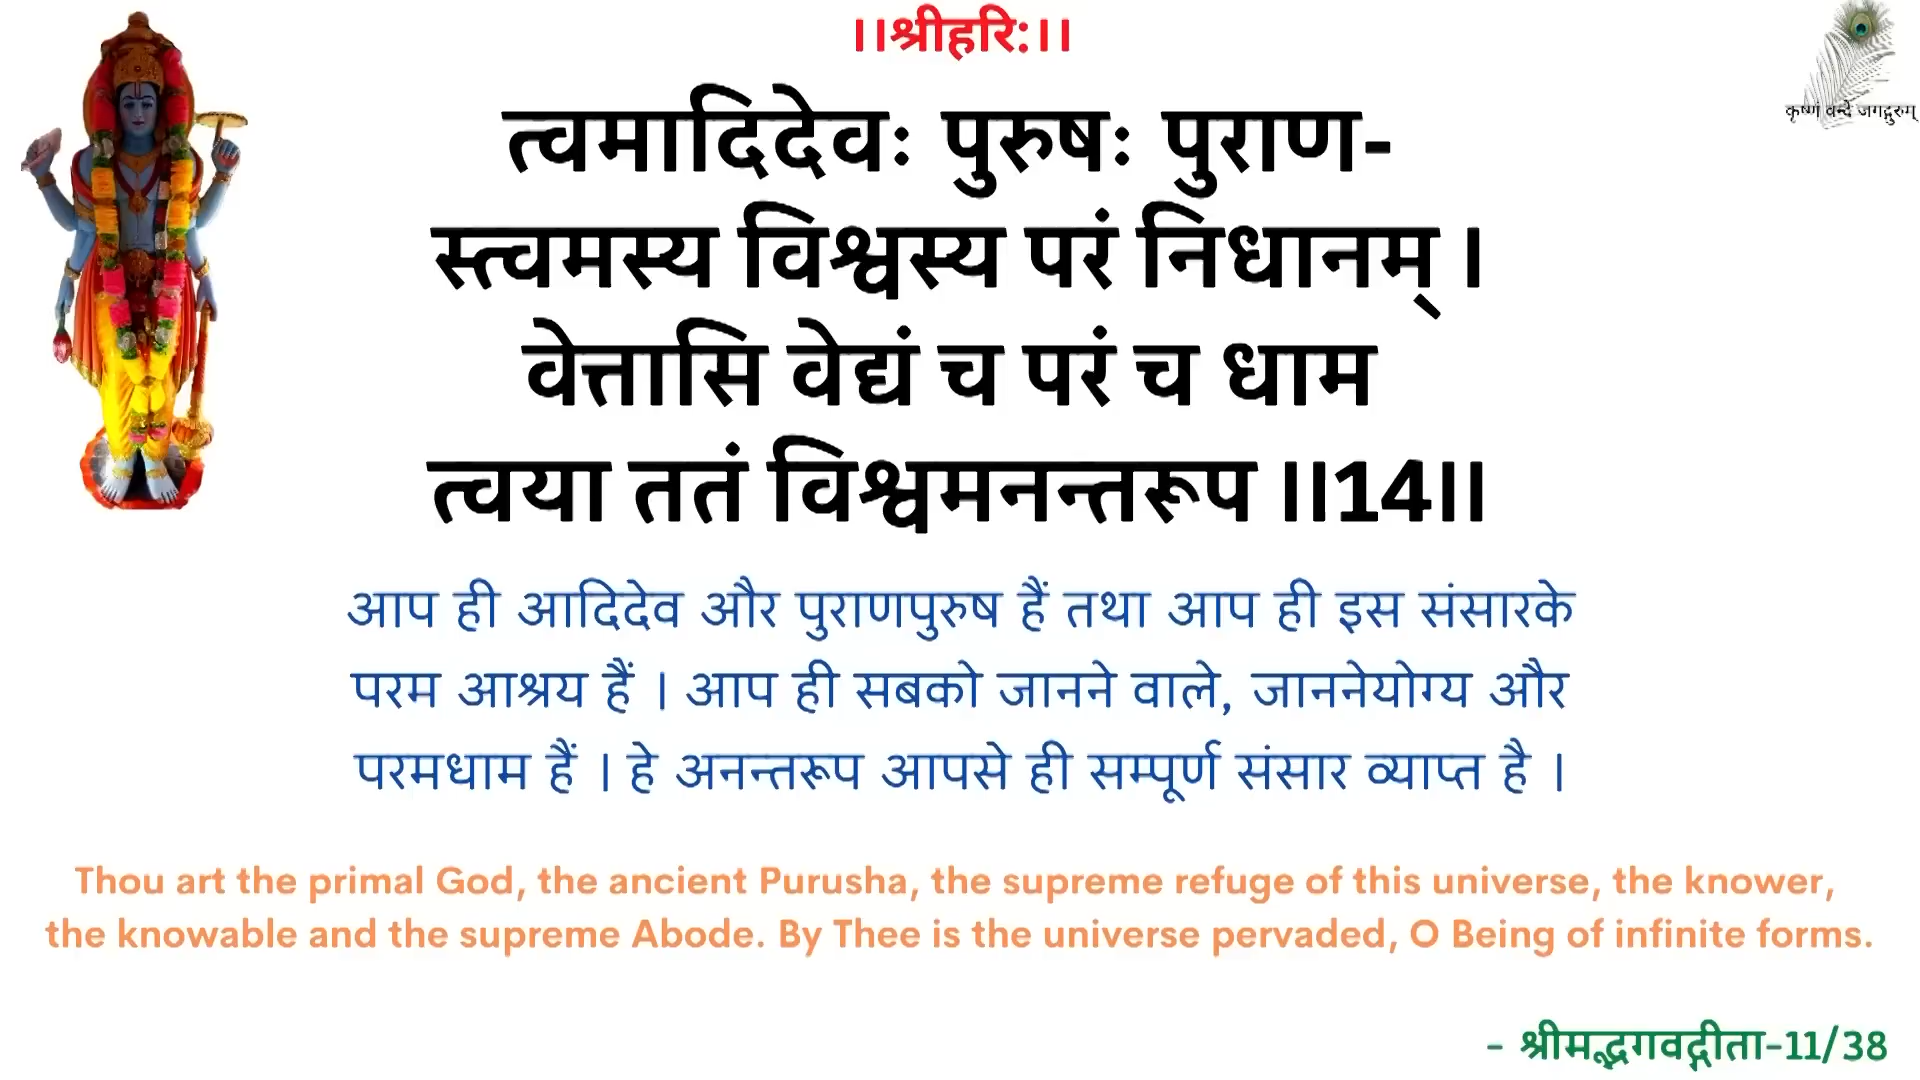 ।।श्रीहरि:।।
कृष्णं वन्दे जगद्गुरुम्
त्वमादिदेवः पुरुषः पुराण-
स्त्वमस्य विश्वस्य परं निधानम् ।
वेत्तासि वेद्यं च परं च धाम
त्वया ततं विश्वमनन्तरूप ।।14।।
आप ही आदिदेव और पुराणपुरुष हैं तथा आप ही इस संसारके
परम आश्रय हैं । आप ही सबको जानने वाले, जाननेयोग्य और
परमधाम हैं । हे अनन्तरूप आपसे ही सम्पूर्ण संसार व्याप्त है ।
Thou art the primal God, the ancient Purusha, the supreme refuge of this universe, the knower,
the knowable and the supreme Abode. By Thee is the universe pervaded, O Being of infinite forms.
- श्रीमद्भगवद्गीता-11/38